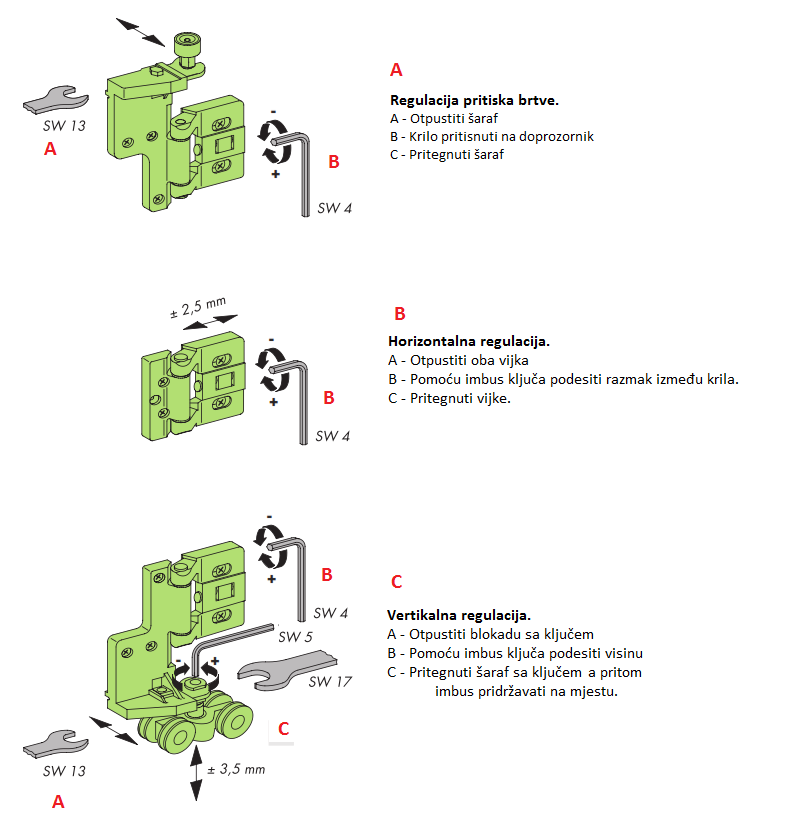 A
Regulacija pritiska brtve.
A - Otpustiti šaraf
B - Krilo pritisnuti na doprozornik
C - Pritegnuti šaraf
SW 13
A
-
+
B
SW 4
± 2,5 mm
-
+
B
SW 4
B
Horizontalna regulacija.
A - Otpustiti oba vijka
B - Pomoću imbus ključa podesiti razmak između krila.
C - Pritegnuti vijke.
-
+
B
SW 4
SW 5
-
+
SW 17
C
SW 13
± 3,5 mm
A
C
Vertikalna regulacija.
A - Otpustiti blokadu sa ključem
B - Pomoću imbus ključa podesiti visinu
C - Pritegnuti šaraf sa ključem a pritom
imbus pridržavati na mjestu.